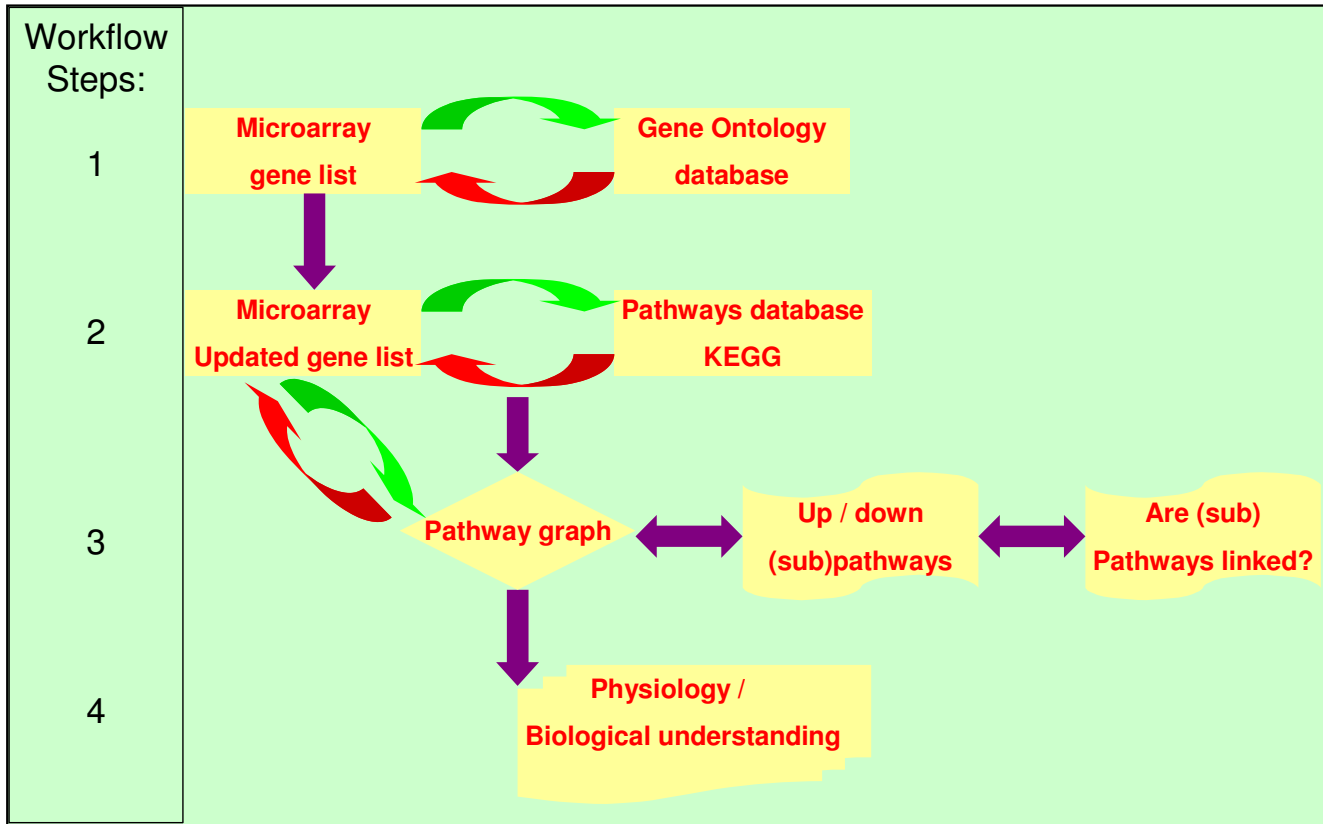 Workflow
Steps:
1
Microarray
gene list
Gene Ontology
database
2
Microarray
Updated gene list
Pathways database
KEGG
3
Pathway graph
Up / down
(sub)pathways
Are (sub)
Pathways linked?
4
Physiology /
Biological understanding